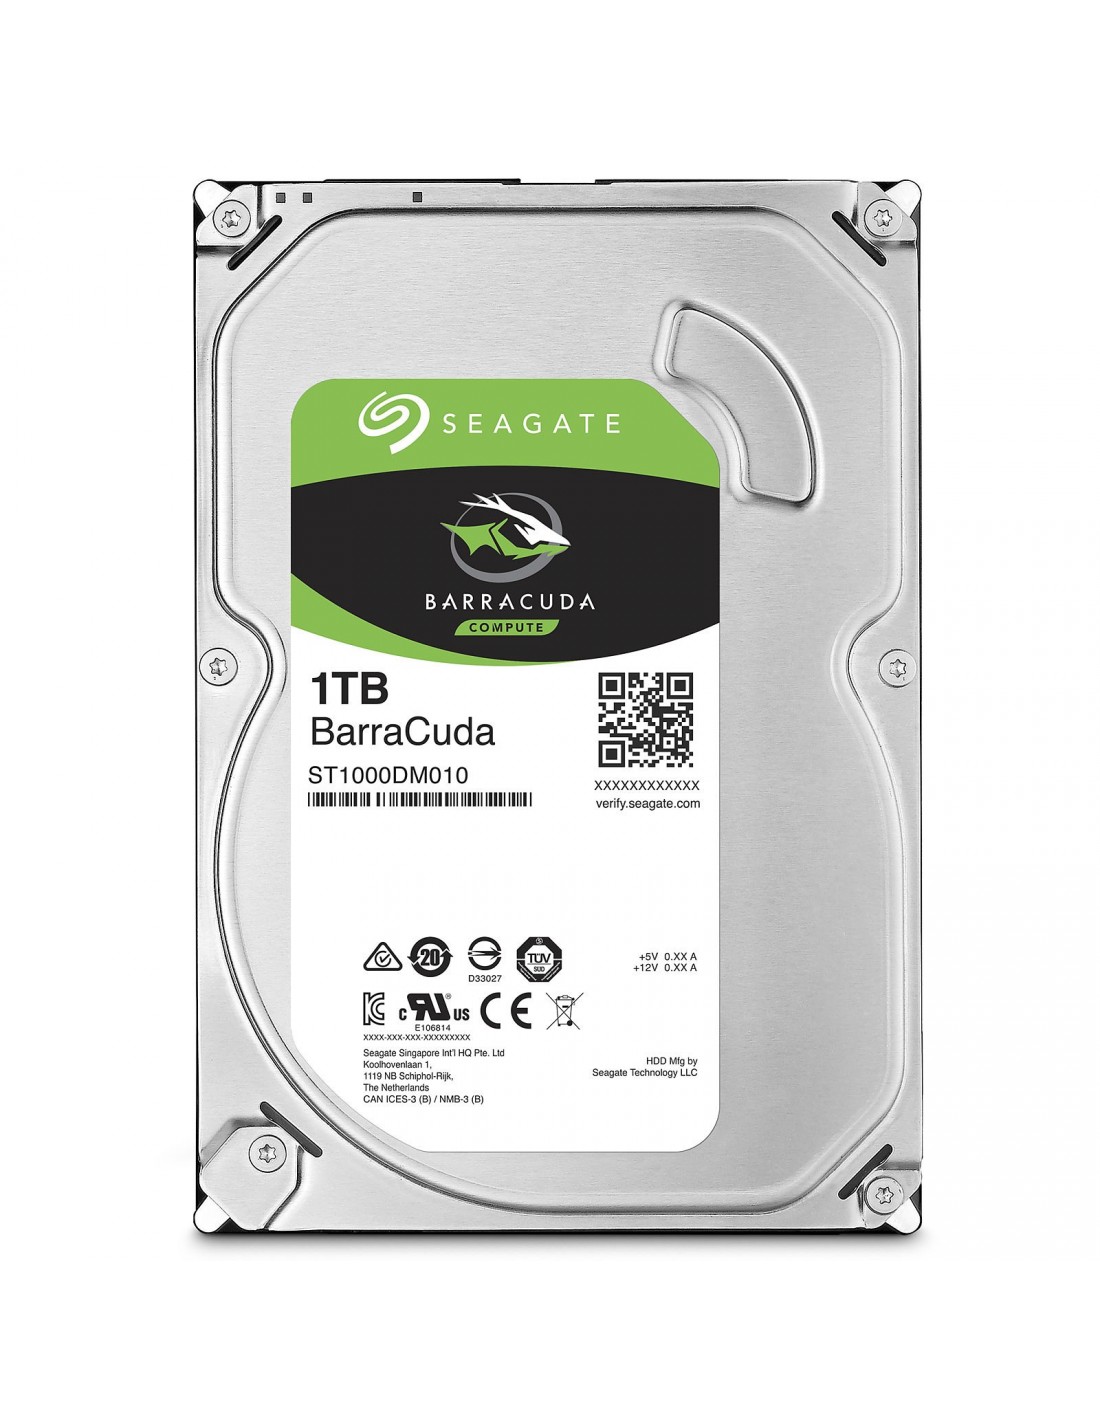 SEAGATE
BARRACUDA
COMPUTE
1TB
BarraCuda
ST1000DM010
XXXXXXXXXXXX
verify.seagate.com
20
D33027
TÜV
SÜD
+5V 0.XX A
+12V 0.XX A
c RU US
E106814
CE
XXXX-XXX-XXX-XXXXXXXXX
Seagate Singapore Int'l HQ Pte. Ltd
Koolhovenlaan 1,
1119 NB Schiphol-Rijk,
The Netherlands
CAN ICES-3 (B) / NMB-3 (B)
HDD Mfg by
Seagate Technology LLC